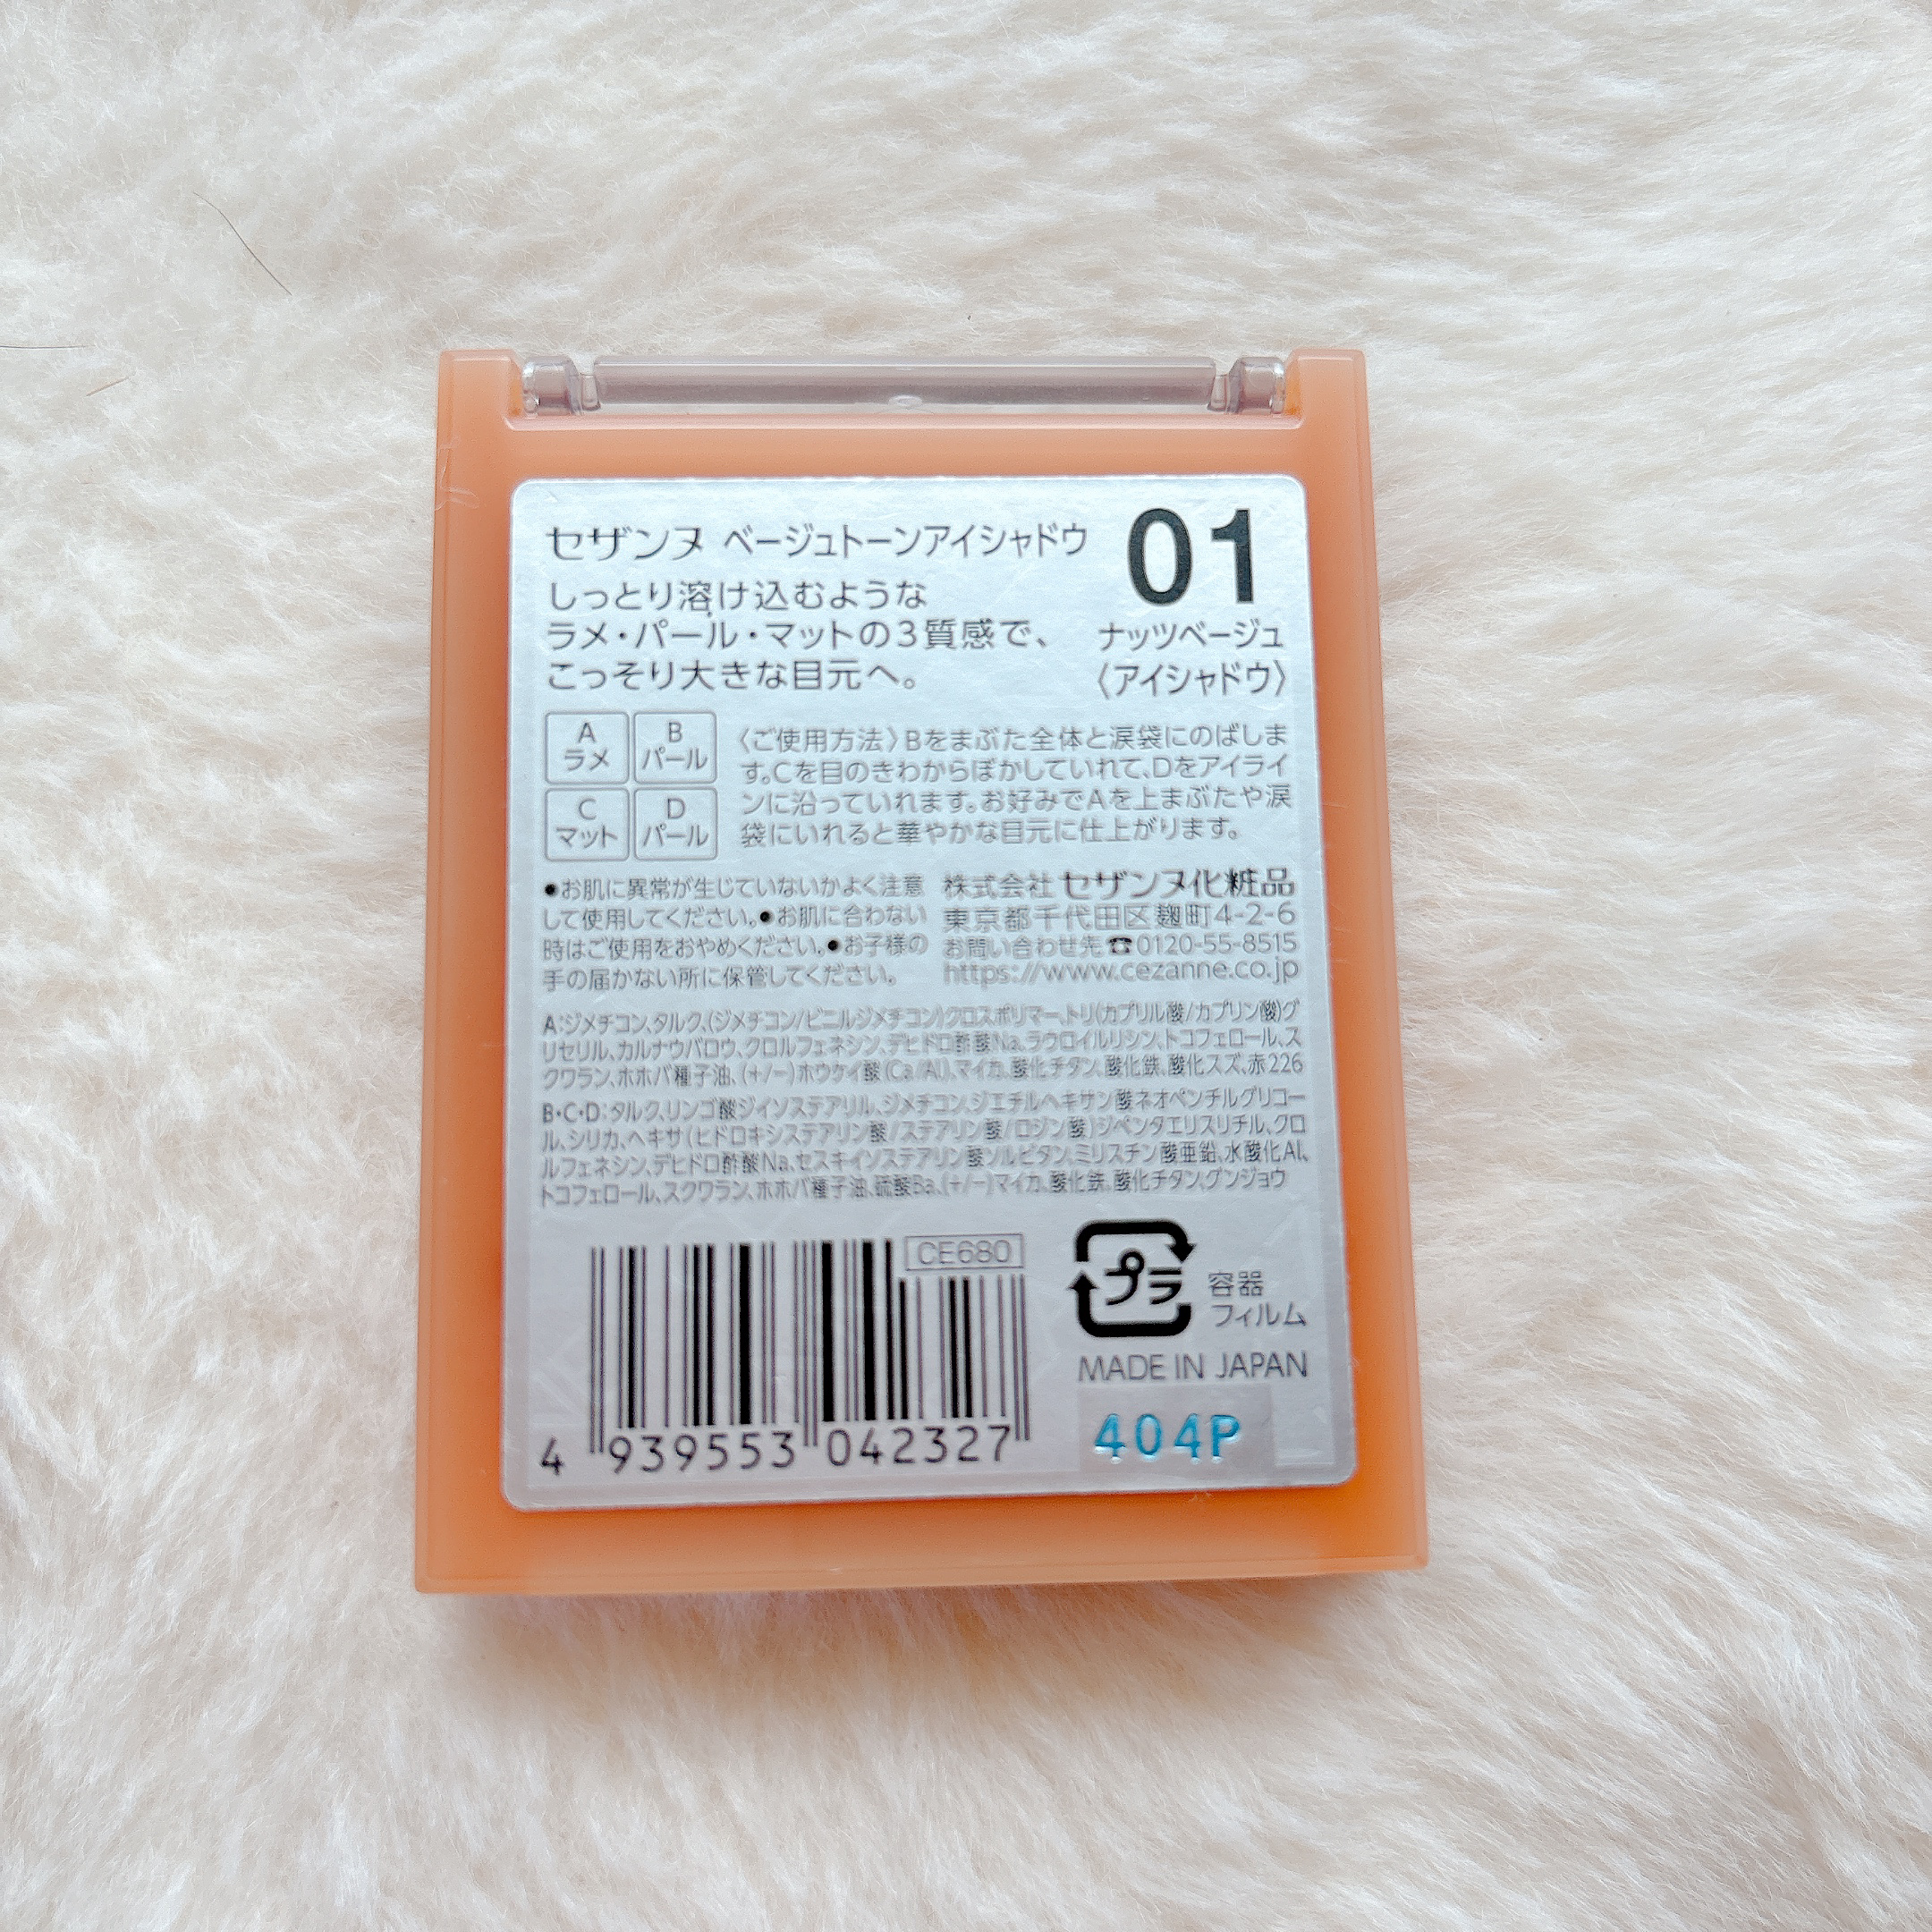 セザンヌ ベージュトーンアイシャドウ
01
しっとり溶け込むような
ラメ・パール・マットの3質感で、
こっそり大きな目元へ。
ナッツベージュ
〈アイシャドウ〉
A
ラメ
B
パール
C
マット
D
パール
〈ご使用方法〉Bをまぶた全体と涙袋にのばしま
す。Cを目のきわからぼかしていれて、Dをアイライ
ンに沿っていれます。お好みでAを上まぶたや涙
袋にいれると華やかな目元に仕上がります。
●お肌に異常が生じていないかよく注意
して使用してください。●お肌に合わない
時はご使用をおやめください。●お子様の
手の届かない所に保管してください。
株式会社 セザンヌ化粧品
東京都千代田区麹町4-2-6
お問い合わせ先☎0120-55-8515
https://www.cezanne.co.jp
A:ジメチコン、タルク、(ジメチコン/ビニルジメチコン)クロスポリマー、トリ(カプリル酸/カプリン酸)グ
リセリル、カルナウバロウ、クロルフェネシン、デヒドロ酢酸Na、ラウロイルリシン、トコフェロール、ス
クワラン、ホホバ種子油、(+/−)ホウケイ酸(Ca/Al)、マイカ、酸化チタン、酸化鉄、酸化スズ、赤226
B・C・D:タルク、リンゴ酸ジイソステアリル、ジメチコン、ジエチルヘキサン酸ネオペンチルグリコー
ル、シリカ、ヘキサ(ヒドロキシステアリン酸/ステアリン酸/ロジン酸)ジペンタエリスリチル、クロ
ルフェネシン、デヒドロ酢酸Na、セスキイソステアリン酸ソルビタン、ミリスチン酸亜鉛、水酸化Al、
トコフェロール、スクワラン、ホホバ種子油、硫酸Ba、(+/−)マイカ、酸化鉄、酸化チタン、グンジョウ
CE680
4 939553 042327
プラ
容器
フィルム
MADE IN JAPAN
404P